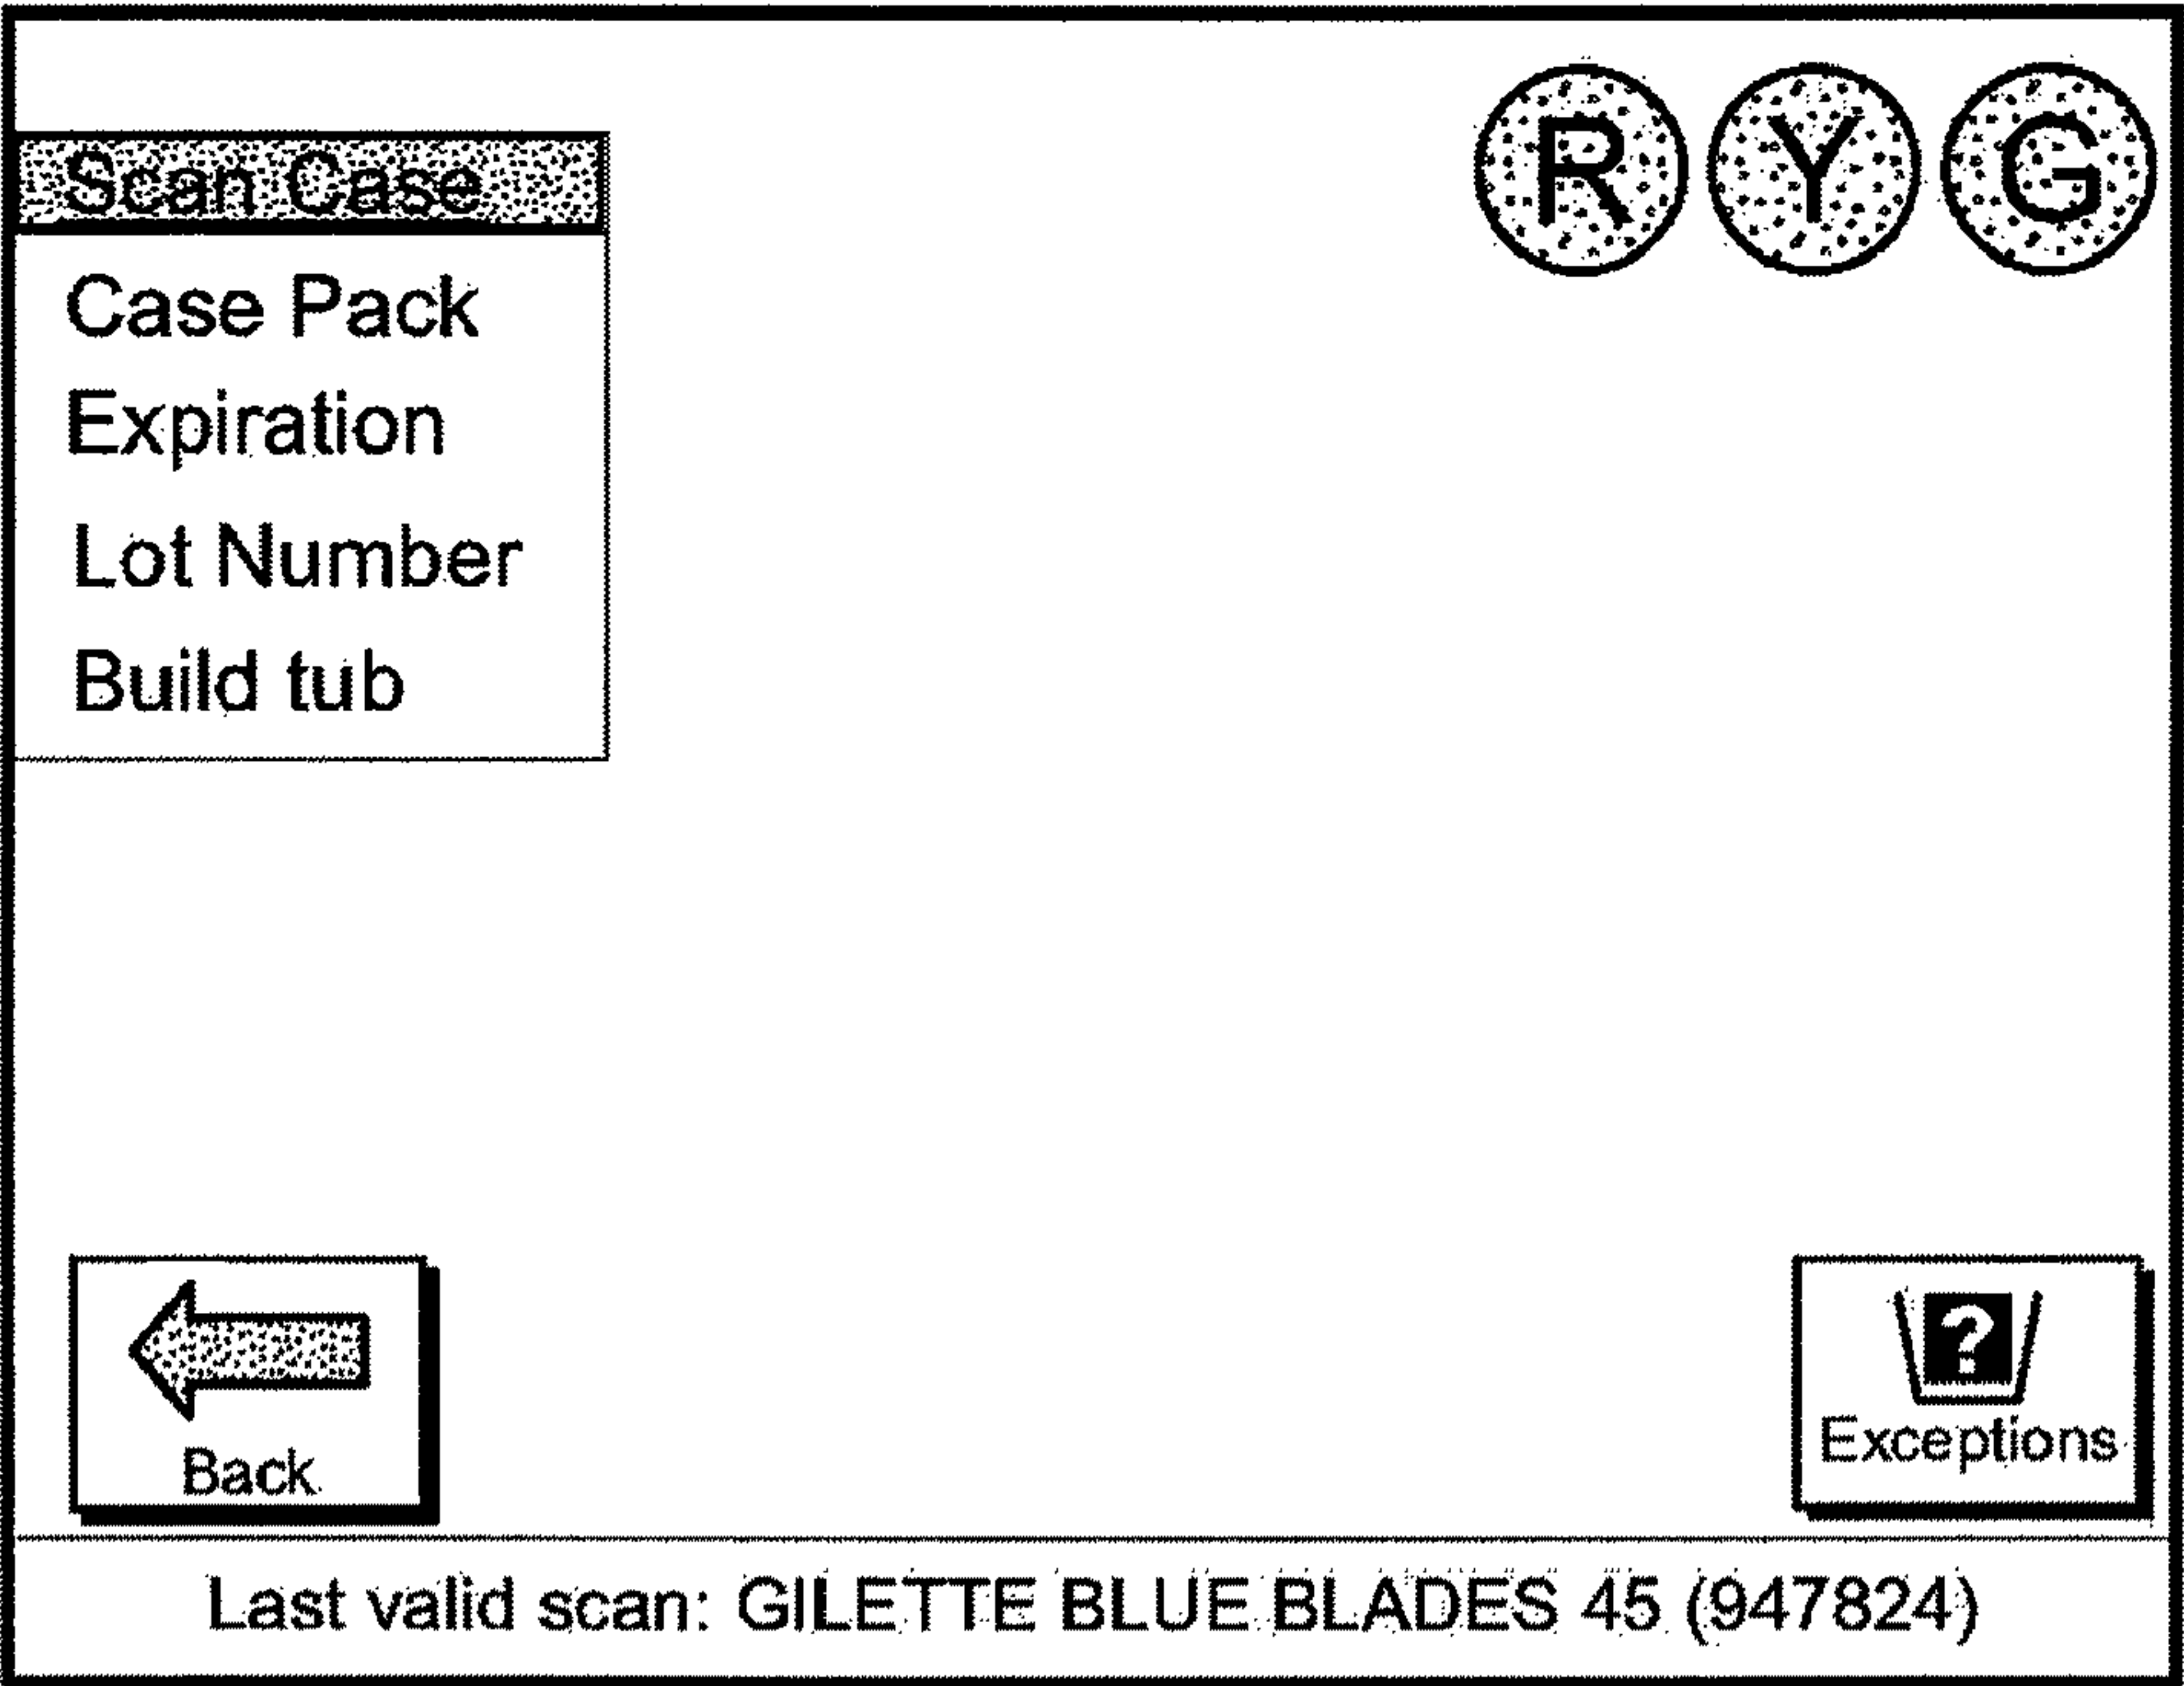 R Y G
Scan Case
Case Pack
Expiration
Lot Number
Build tub
?
Back
Exceptions
Last valid scan: GILETTE BLUE BLADES 45 (947824)